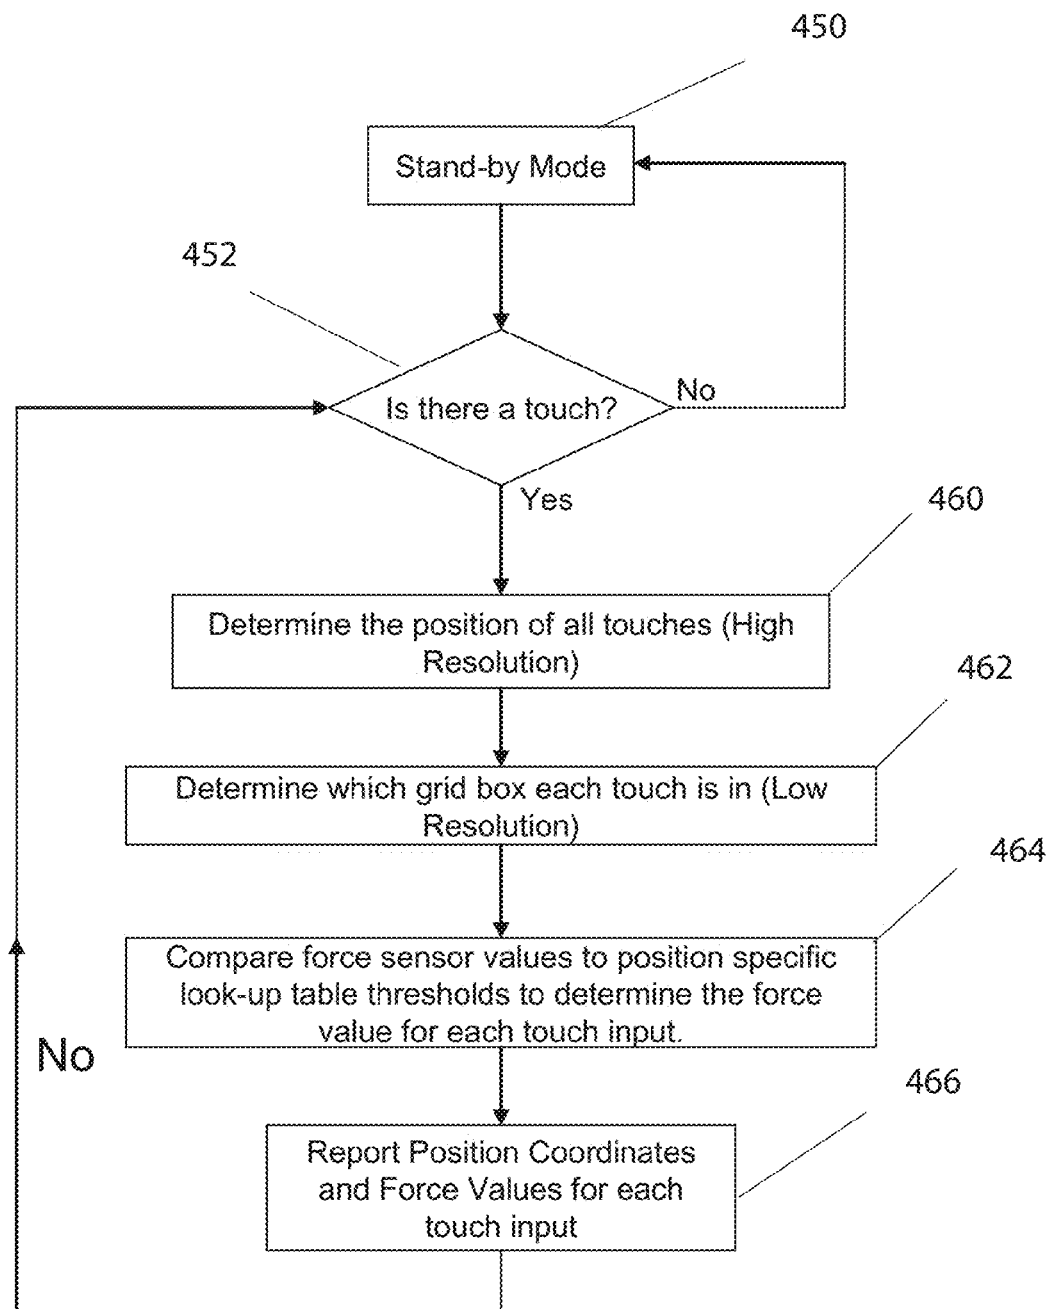 450
Stand-by Mode
452
Is there a touch?
No
Yes
460
Determine the position of all touches (High
Resolution)
462
Determine which grid box each touch is in (Low
Resolution)
464
Compare force sensor values to position specific
look-up table thresholds to determine the force
value for each touch input.
No
466
Report Position Coordinates
and Force Values for each
touch input